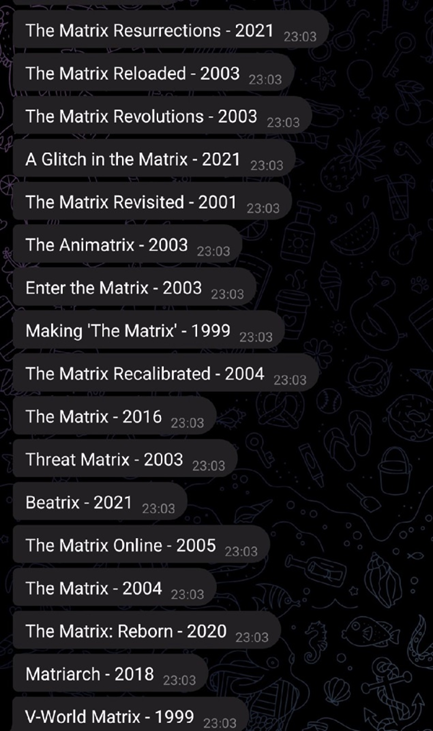 The Matrix Resurrections - 2021 23:03
The Matrix Reloaded - 2003 23:03
The Matrix Revolutions - 2003 23:03
A Glitch in the Matrix - 2021 23:03
The Matrix Revisited - 2001 23:03
The Animatrix - 2003 23:03
Enter the Matrix - 2003 23:03
Making 'The Matrix' - 1999 23:03
The Matrix Recalibrated - 2004 23:03
The Matrix - 2016 23:03
Threat Matrix - 2003 23:03
Beatrix - 2021 23:03
The Matrix Online - 2005 23:03
The Matrix - 2004 23:03
The Matrix: Reborn - 2020 23:03
Matriarch - 2018 23:03
V-World Matrix - 1999 23:03